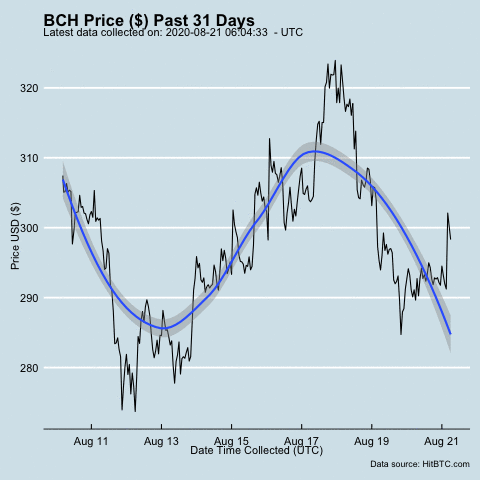 BCH Price ($) Past 31 Days
Latest data collected on: 2020-08-21 06:04:33  - UTC
Price USD ($)
320
310
300
290
280
Aug 11 Aug 13 Aug 15 Aug 17 Aug 19 Aug 21
Date Time Collected (UTC)
Data source: HitBTC.com